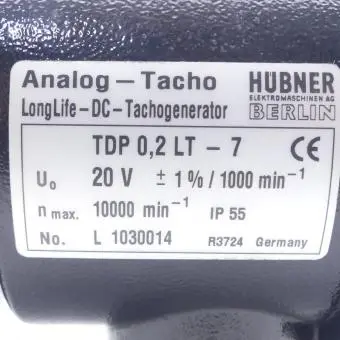 Analog – Tacho
LongLife – DC – Tachogenerator
HÜBNER
ELEKTROMASCHINEN AG
BERLIN
TDP 0,2 LT – 7 CE
U₀ 20 V ± 1 % / 1000 min⁻¹
n max. 10000 min⁻¹ IP 55
No. L 1030014 R3724 Germany